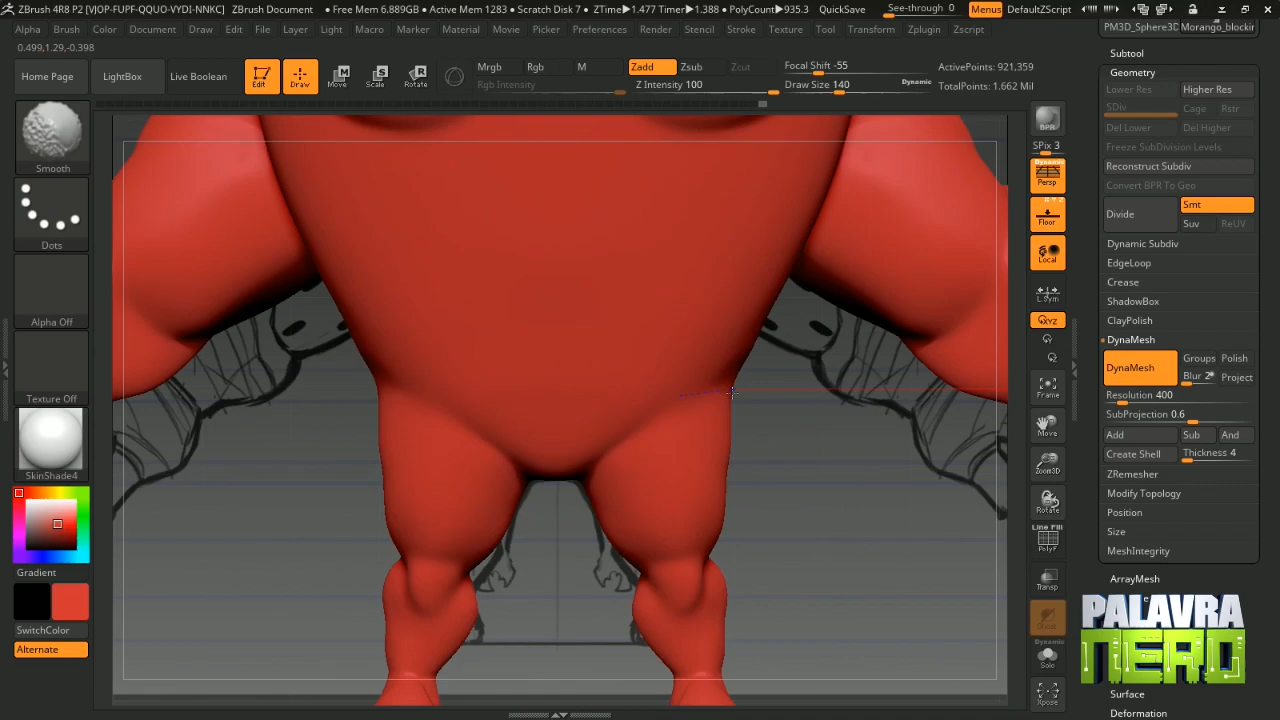 ZBrush 4R8 P2 [VJOP-FUPF-QQUO-VYDI-NNKC] ZBrush Document • Free Mem 6.889GB • Active Mem 1283 • Scratch Disk 7 • ZTime▶1.477 Timer▶1.388 • PolyCount▶935.3 QuickSave See-through 0 Menus DefaultZScript
Alpha Brush Color Document Draw Edit File Layer Light Macro Marker Material Movie Picker Preferences Render Stencil Stroke Texture Tool Transform Zplugin Zscript
PM3D_Sphere3D Morango_blockir
0.499,1.29,-0.398
Subtool
Home Page LightBox Live Boolean Edit Draw Move Scale Rotate
Mrgb Rgb M Zadd Zsub Zcut Focal Shift -55 ActivePoints: 921,359
Rgb Intensity Z Intensity 100 Draw Size 140 Dynamic TotalPoints: 1.662 Mil
Geometry
Lower Res Higher Res
SDiv Cage Rstr
Del Lower Del Higher
Freeze SubDivision Levels
Reconstruct Subdiv
Convert BPR To Geo
Divide Smt
Suv ReUV
Dynamic Subdiv
EdgeLoop
Crease
ShadowBox
ClayPolish
DynaMesh
DynaMesh Groups Polish
Blur 2 Project
Resolution 400
SubProjection 0.6
Add Sub And
Create Shell Thickness 4
ZRemesher
Modify Topology
Position
Size
MeshIntegrity
ArrayMesh
PALAVRA
NERD
Surface
Deformation
Smooth
Dots
Alpha Off
Texture Off
SkinShade4
Gradient
SwitchColor
Alternate
BPR
SPix 3
Dynamic
Persp
Floor
Local
L.Sym
XYZ
Frame
Move
Zoom3D
Rotate
Line Fill
PolyF
Transp
Dynamic
Solo
Xpose